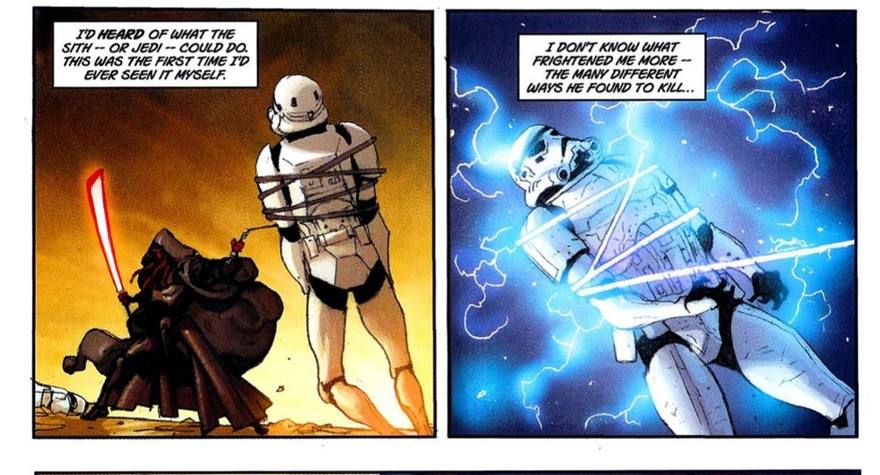 I'D HEARD OF WHAT THE
SITH -- OR JEDI -- COULD DO.
THIS WAS THE FIRST TIME I'D
EVER SEEN IT MYSELF.
I DON'T KNOW WHAT
FRIGHTENED ME MORE --
THE MANY DIFFERENT
WAYS HE FOUND TO KILL...